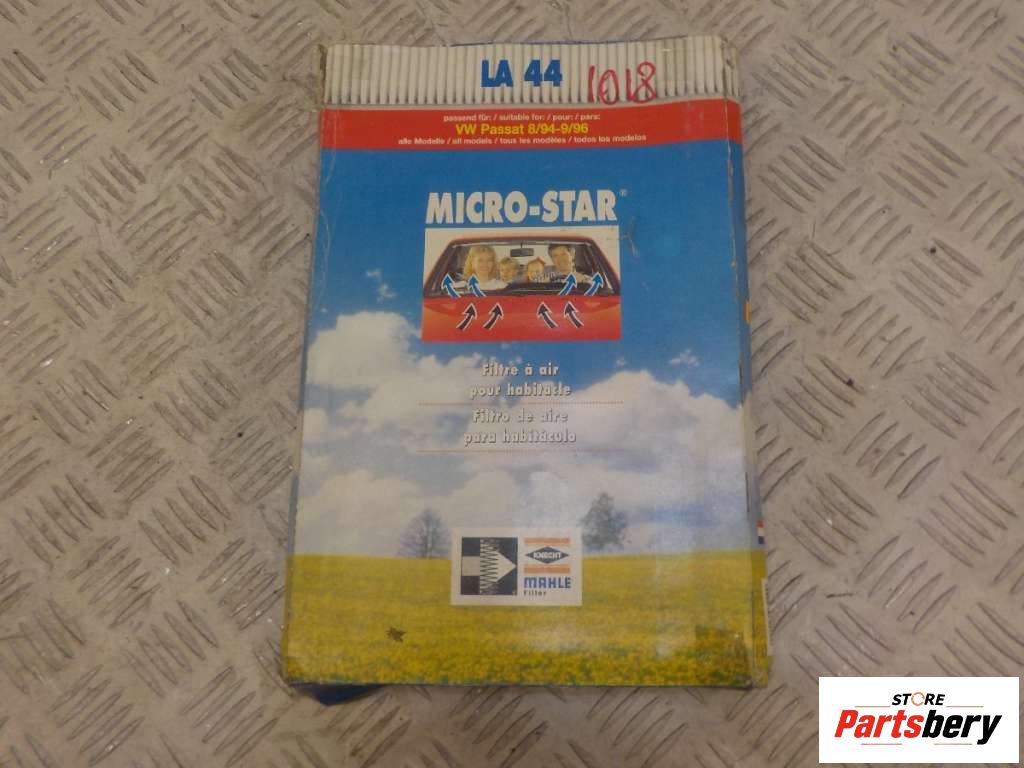 LA 44 1018
passend für: / suitable for: / pour: / para:
VW Passat 8/94-9/96
alle Modelle / all models / tous les modèles / todos los modelos
MICRO-STAR®
Filtre à air
pour habitacle
Filtro de aire
para habitáculo
KNECHT
MAHLE
Filter
STORE
Partsbery